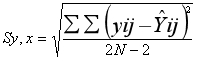 Sy, x = √(ΣΣ(yij − Ŷij)² / 2N − 2)